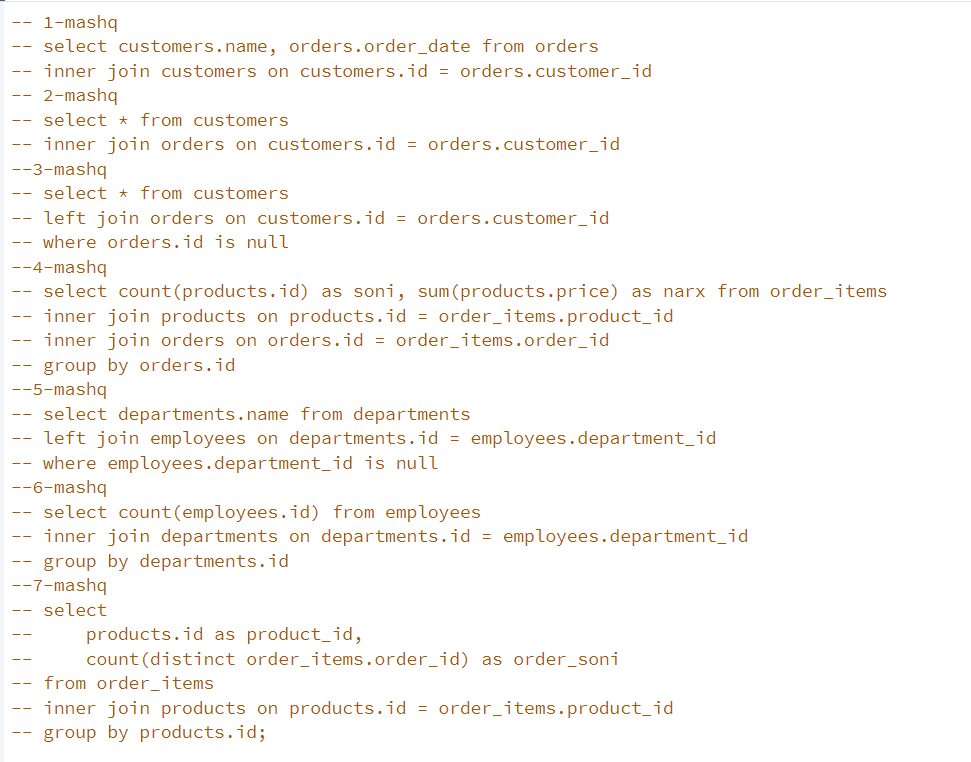 -- 1-mashq
-- select customers.name, orders.order_date from orders
-- inner join customers on customers.id = orders.customer_id
-- 2-mashq
-- select * from customers
-- inner join orders on customers.id = orders.customer_id
--3-mashq
-- select * from customers
-- left join orders on customers.id = orders.customer_id
-- where orders.id is null
--4-mashq
-- select count(products.id) as soni, sum(products.price) as narx from order_items
-- inner join products on products.id = order_items.product_id
-- inner join orders on orders.id = order_items.order_id
-- group by orders.id
--5-mashq
-- select departments.name from departments
-- left join employees on departments.id = employees.department_id
-- where employees.department_id is null
--6-mashq
-- select count(employees.id) from employees
-- inner join departments on departments.id = employees.department_id
-- group by departments.id
--7-mashq
-- select
--     products.id as product_id,
--     count(distinct order_items.order_id) as order_soni
-- from order_items
-- inner join products on products.id = order_items.product_id
-- group by products.id;